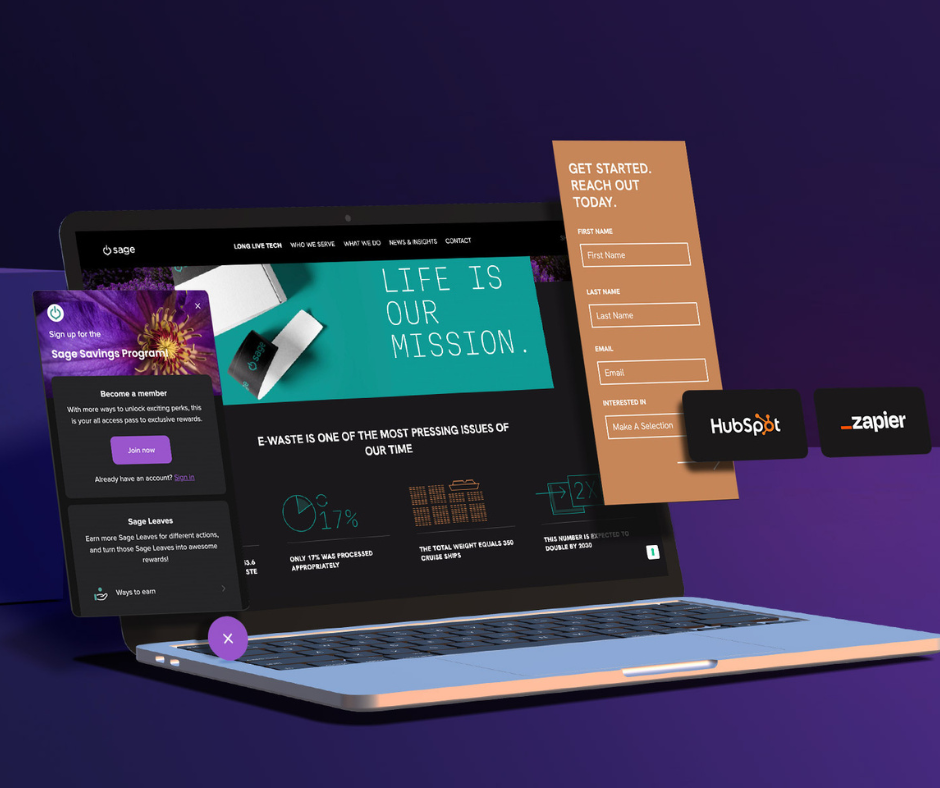 sage
LONG LIVE TECH
WHO WE SERVE
WHAT WE DO
NEWS & INSIGHTS
CONTACT
LIFE IS
OUR
MISSION.
sage
E-WASTE IS ONE OF THE MOST PRESSING ISSUES OF
OUR TIME
17%
2X
53.6
STE
ONLY 17% WAS PROCESSED
APPROPRIATELY
THE TOTAL WEIGHT EQUALS 350
CRUISE SHIPS
THIS NUMBER IS EXPECTED TO
DOUBLE BY 2030
Sign up for the
Sage Savings Program!
Become a member
With more ways to unlock exciting perks, this
is your all access pass to exclusive rewards.
Join now
Already have an account? Sign in
Sage Leaves
Earn more Sage Leaves for different actions,
and turn those Sage Leaves into awesome
rewards!
Ways to earn
GET STARTED.
REACH OUT
TODAY.
FIRST NAME
First Name
LAST NAME
Last Name
EMAIL
Email
INTERESTED IN
Make A Selection
HubSpot
zapier